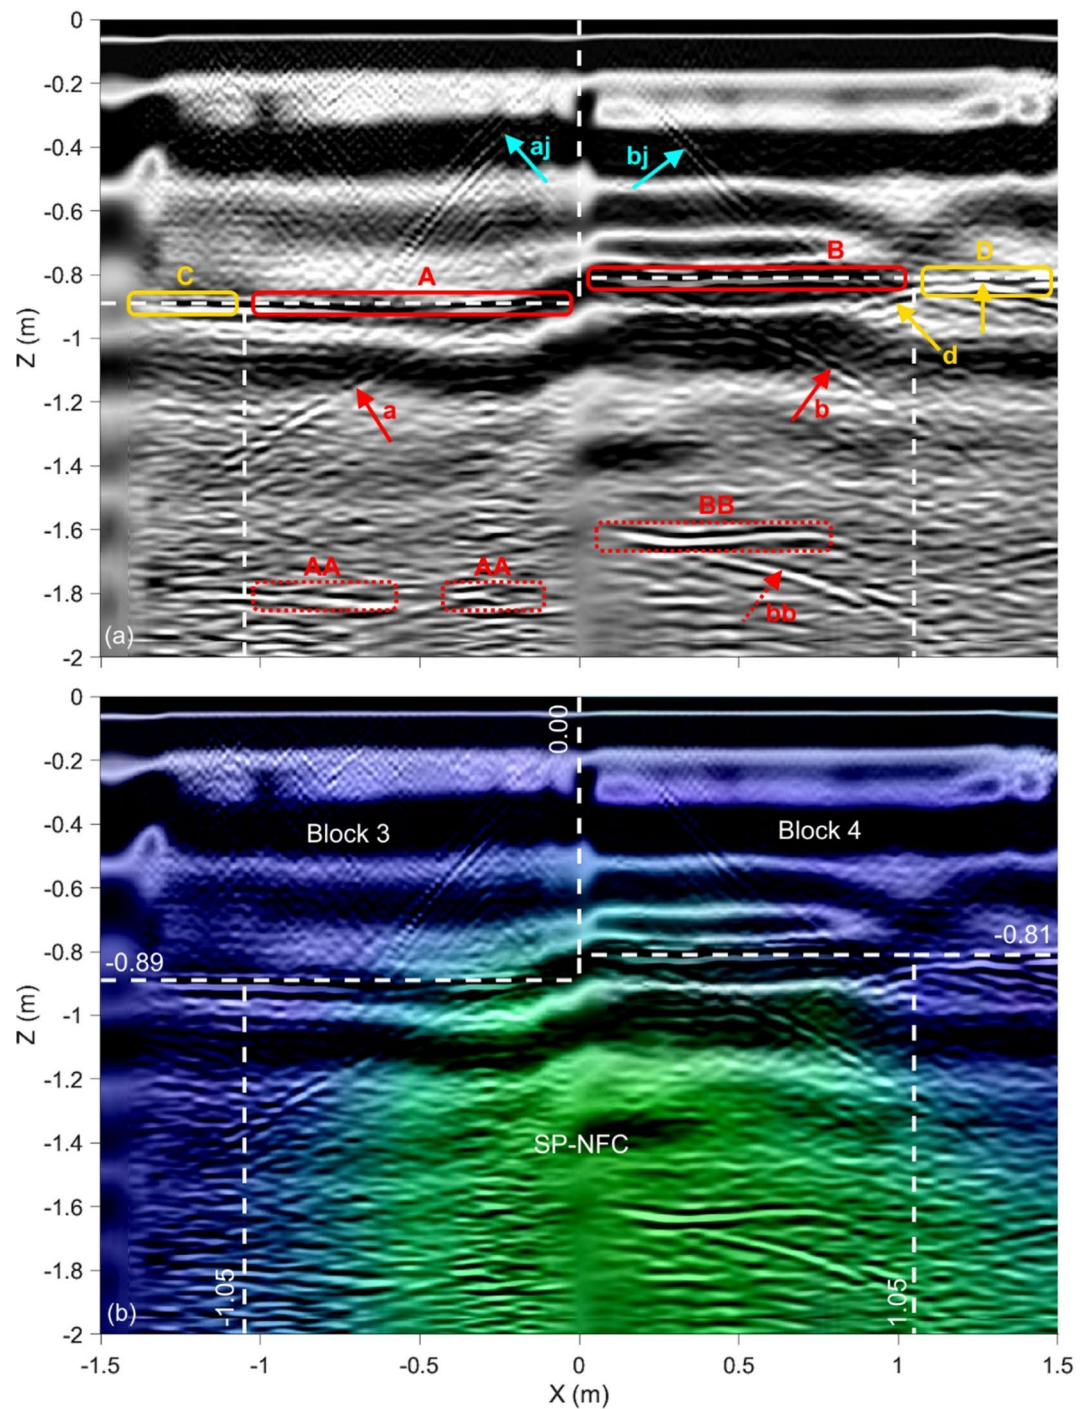 0
-0.2
aj
bj
-0.4
-0.6
C
A
B
D
-0.8
Z (m)
-1
d
a
b
-1.2
-1.4
BB
-1.6
AA
AA
-1.8
bb
(a)
-2
0
0.00
-0.2
Block 3
Block 4
-0.4
-0.6
-0.89
-0.81
-0.8
Z (m)
-1
-1.2
SP-NFC
-1.4
-1.6
-1.8
-1.05
1.05
(b)
-2
-1.5
-1
-0.5
0
0.5
1
1.5
X (m)